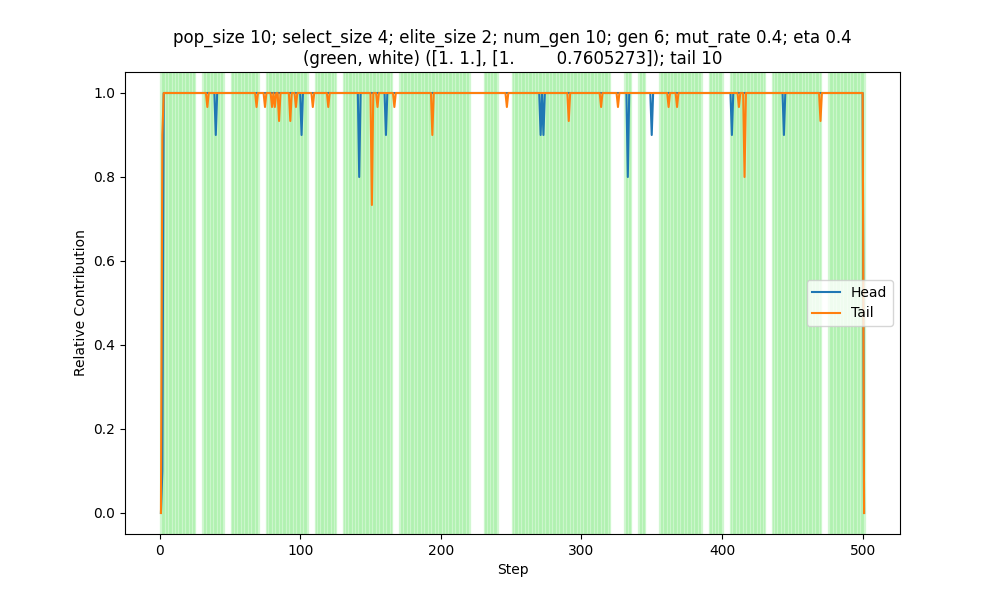 pop_size 10; select_size 4; elite_size 2; num_gen 10; gen 6; mut_rate 0.4; eta 0.4
(green, white) ([1. 1.], [1.        0.7605273]); tail 10
1.0
0.8
0.6
0.4
0.2
0.0
Relative Contribution
Head
Tail
0
100
200
300
400
500
Step